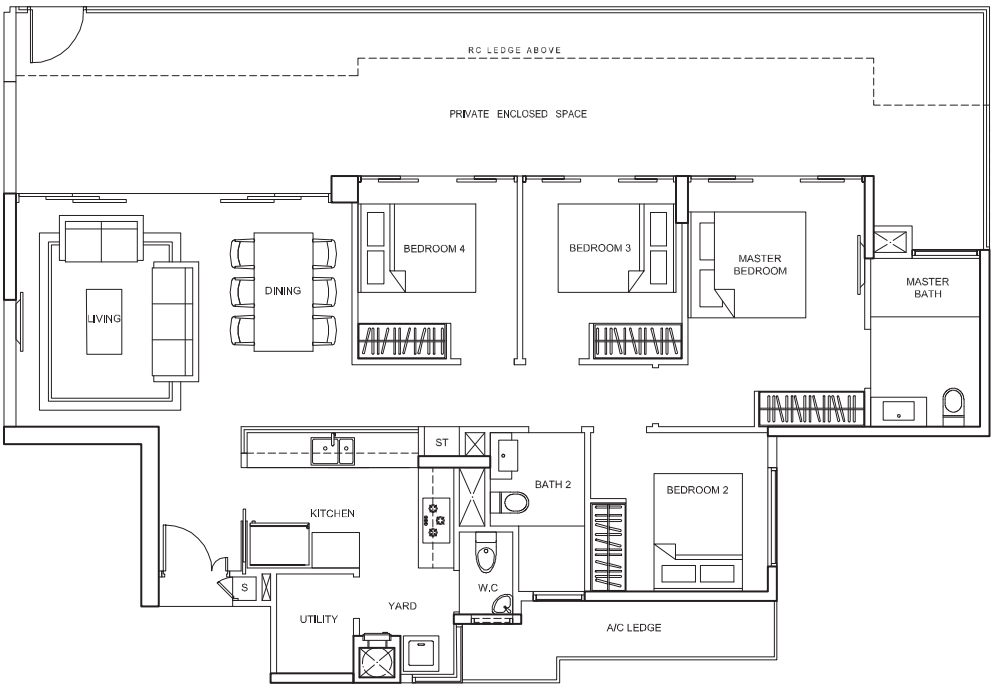 RC LEDGE ABOVE
PRIVATE ENCLOSED SPACE
BEDROOM 4
BEDROOM 3
MASTER
BEDROOM
MASTER
BATH
DINING
LIVING
ST
BATH 2
BEDROOM 2
KITCHEN
S
W.C
YARD
UTILITY
A/C LEDGE